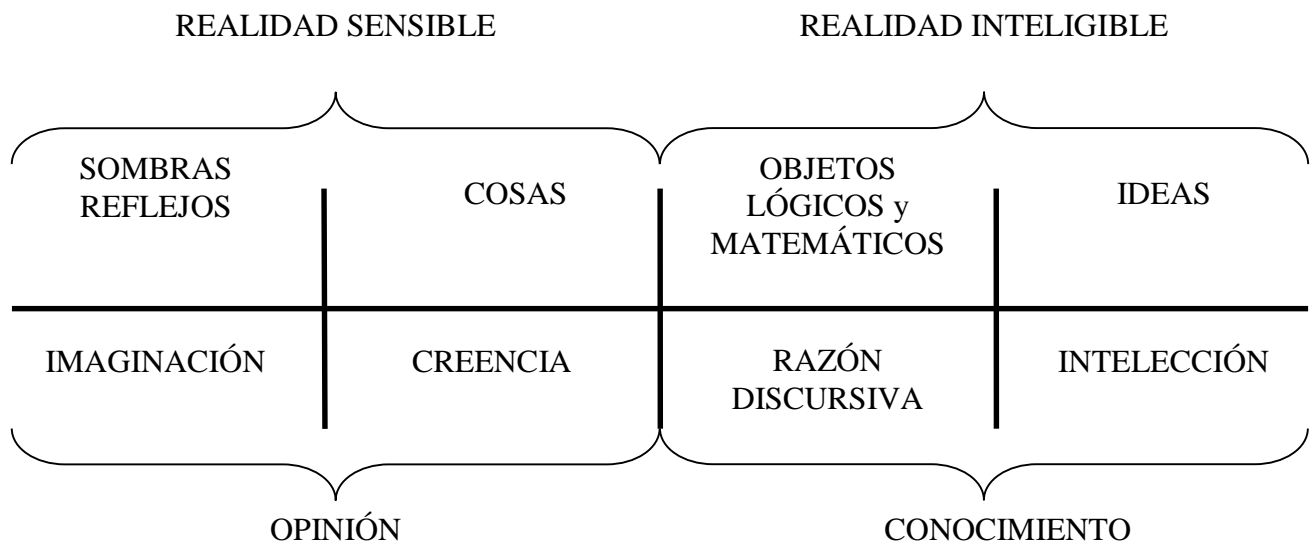 REALIDAD SENSIBLE
REALIDAD INTELIGIBLE
SOMBRAS
REFLEJOS
COSAS
OBJETOS
LÓGICOS y
MATEMÁTICOS
IDEAS
IMAGINACIÓN
CREENCIA
RAZÓN
DISCURSIVA
INTELECCIÓN
OPINIÓN
CONOCIMIENTO